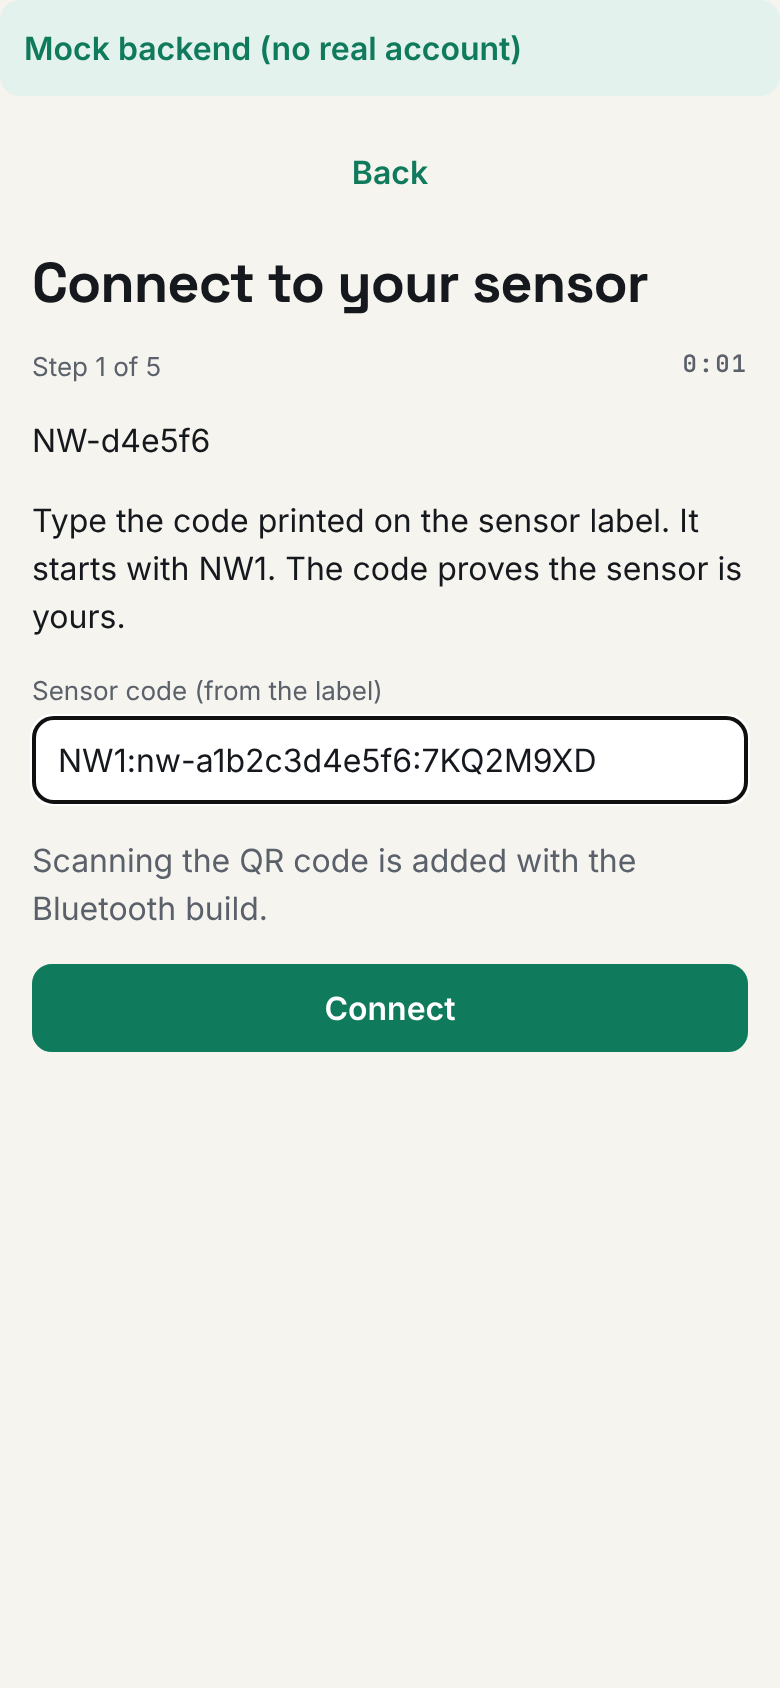 Mock backend (no real account)
Back
Connect to your sensor
Step 1 of 5
0:01
NW-d4e5f6
Type the code printed on the sensor label. It
starts with NW1. The code proves the sensor is
yours.
Sensor code (from the label)
NW1:nw-a1b2c3d4e5f6:7KQ2M9XD
Scanning the QR code is added with the
Bluetooth build.
Connect